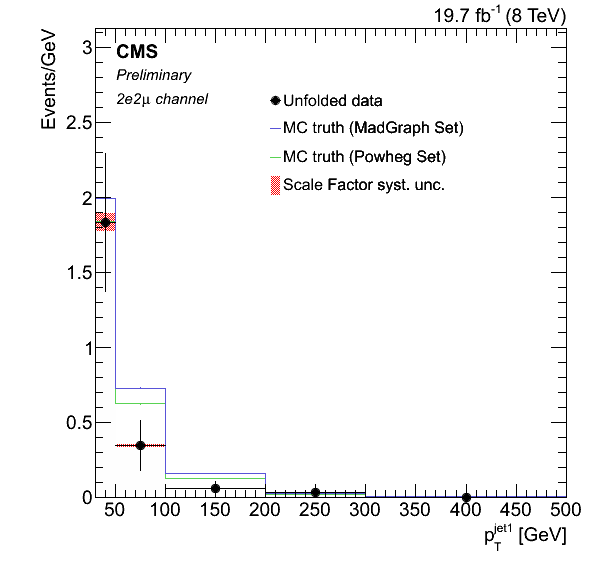 19.7 fb-1 (8 TeV)
Events/GeV
CMS
Preliminary
2e2μ channel
Unfolded data
MC truth (MadGraph Set)
MC truth (Powheg Set)
Scale Factor syst. unc.
3
2.5
2
1.5
1
0.5
0
50 100 150 200 250 300 350 400 450 500
pTjet1 [GeV]